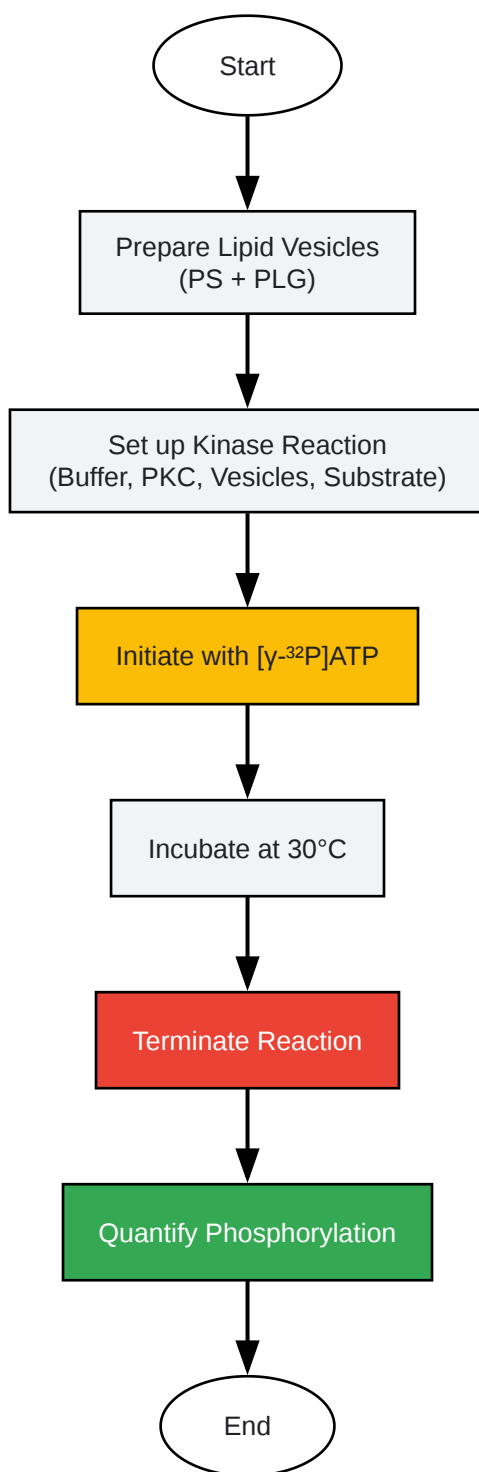 Start
Prepare Lipid Vesicles
(PS + PLG)
Set up Kinase Reaction
(Buffer, PKC, Vesicles, Substrate)
Initiate with [γ-³²P]ATP
Incubate at 30°C
Terminate Reaction
Quantify Phosphorylation
End